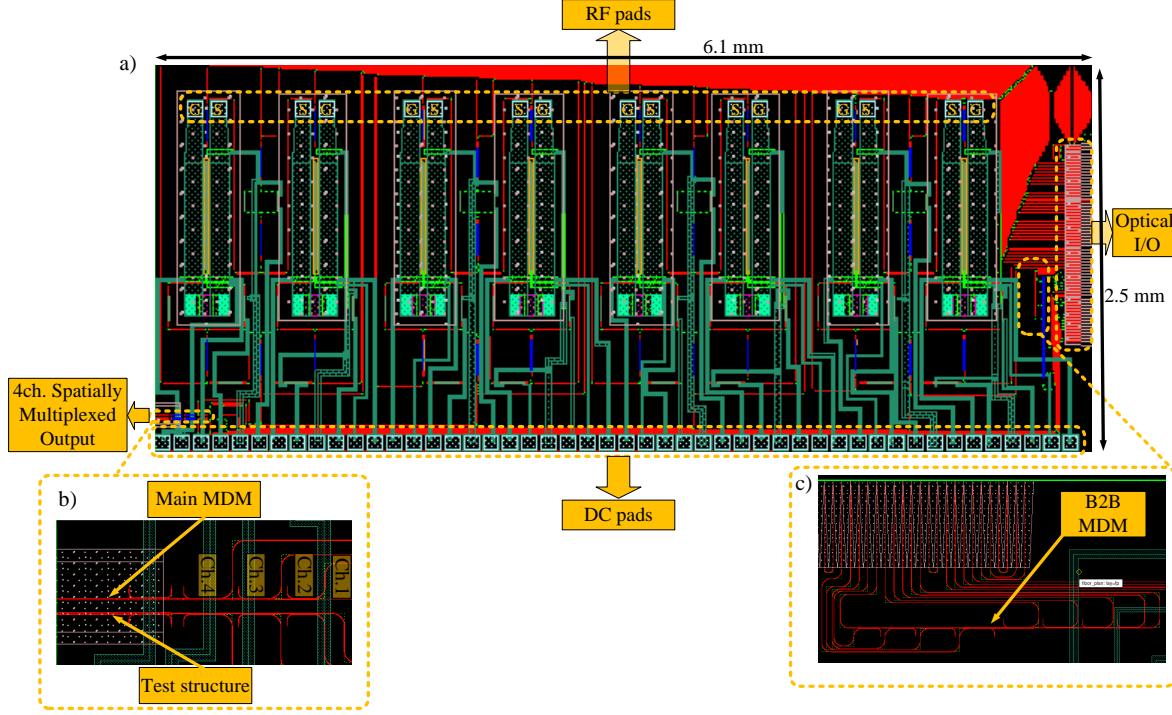 RF pads
6.1 mm
a)
G S
S G
G S
S G
G S
S G
G S
S G
Optical
I/O
2.5 mm
4ch. Spatially
Multiplexed
Output
DC pads
b)
Main MDM
Ch.4
Ch.3
Ch.2
Ch.1
Test structure
c)
B2B
MDM